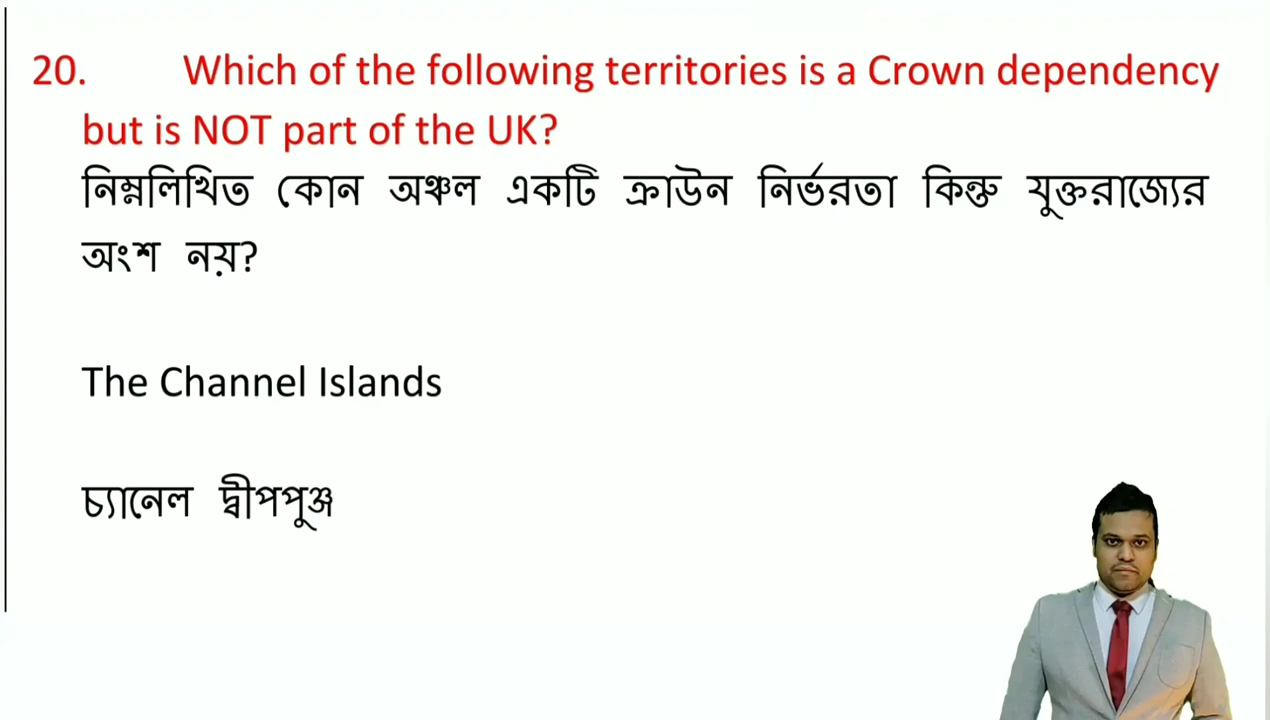 20. Which of the following territories is a Crown dependency
but is NOT part of the UK?
নিম্নলিখিত কোন অঞ্চল একটি ক্রাউন নির্ভরতা কিন্তু যুক্তরাজ্যের
অংশ নয়?
The Channel Islands
চ্যানেল দ্বীপপুঞ্জ